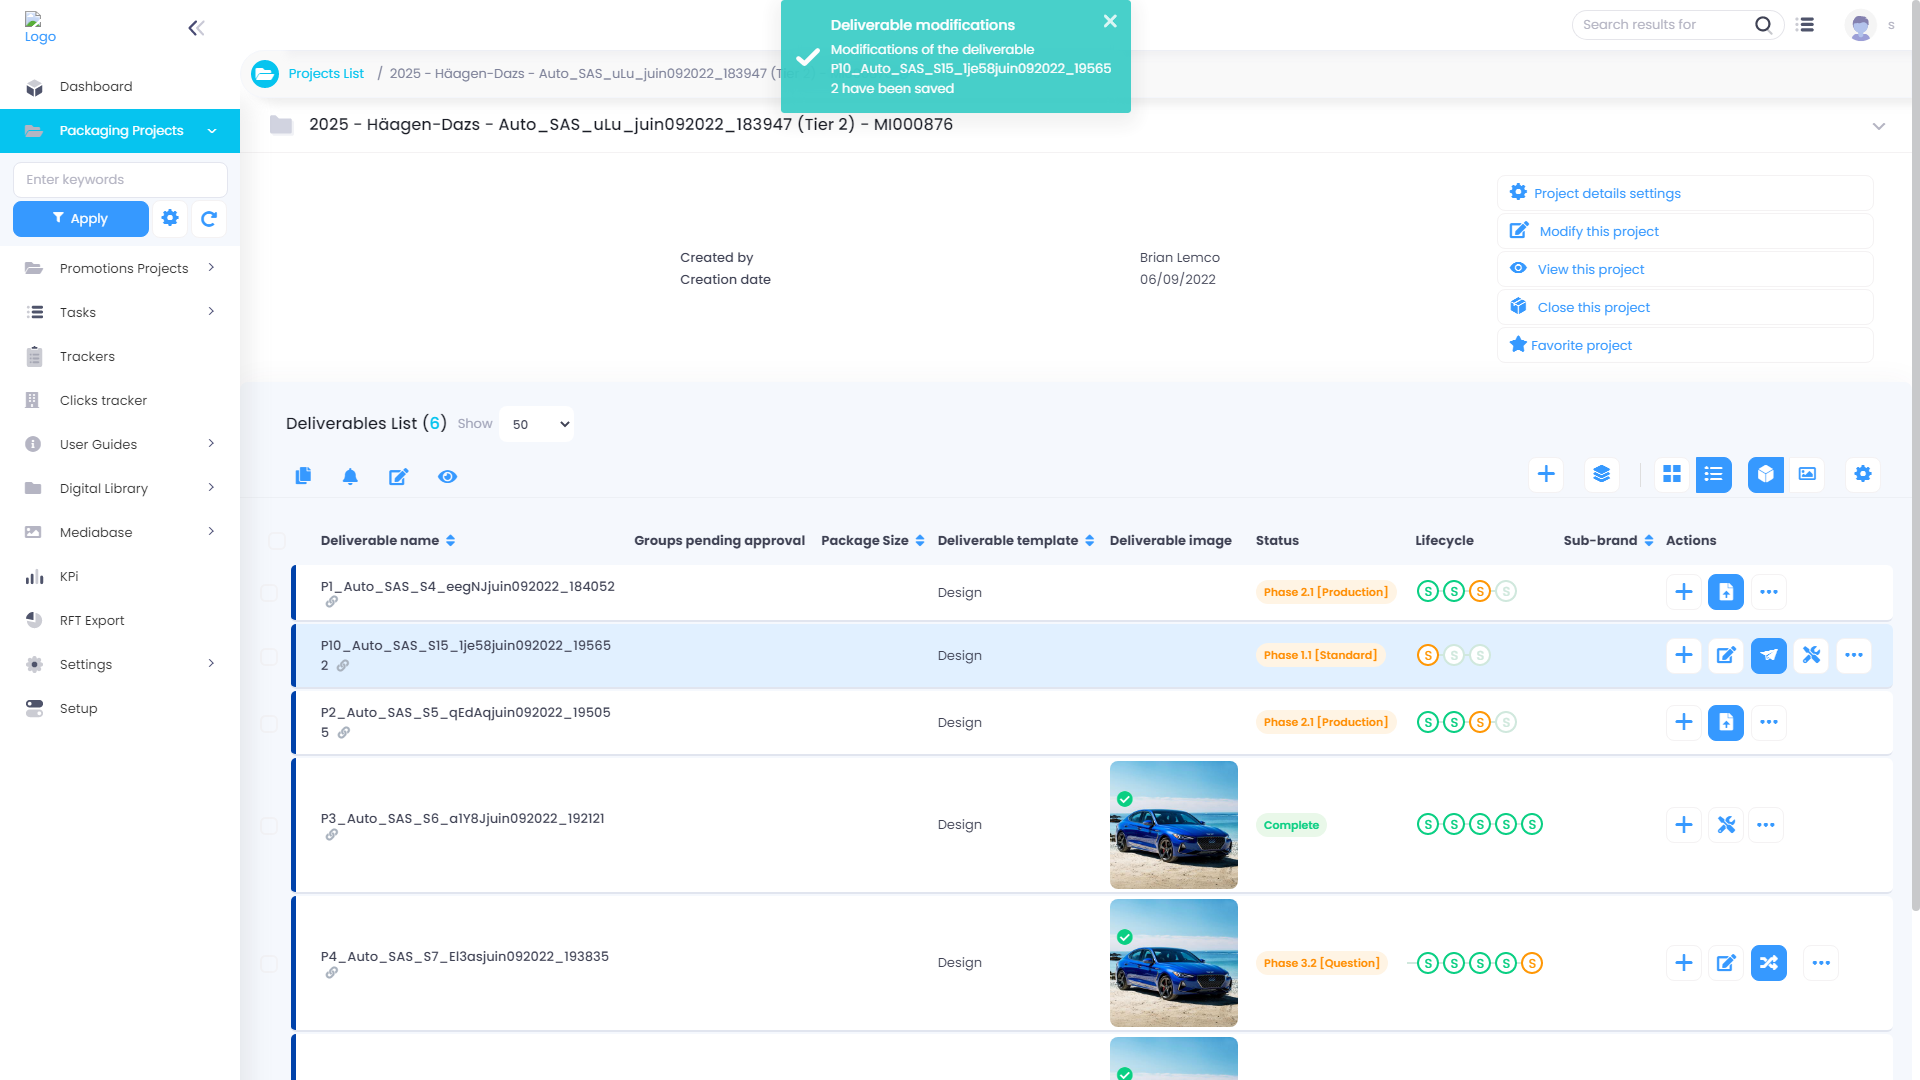 Logo
Deliverable modifications
Modifications of the deliverable
P10_Auto_SAS_S15_1je58juin092022_19565
2 have been saved
Search results for
s
Projects List / 2025 - Häagen-Dazs - Auto_SAS_uLu_juin092022_183947 (Tie
2025 - Häagen-Dazs - Auto_SAS_uLu_juin092022_183947 (Tier 2) - MI000876
Dashboard
Packaging Projects
Enter keywords
Apply
Promotions Projects
Tasks
Trackers
Clicks tracker
User Guides
Digital Library
Mediabase
KPi
RFT Export
Settings
Setup
Created by Brian Lemco
Creation date 06/09/2022
Project details settings
Modify this project
View this project
Close this project
Favorite project
Deliverables List (6) Show 50
Deliverable name Groups pending approval Package Size Deliverable template Deliverable image Status Lifecycle Sub-brand Actions
P1_Auto_SAS_S4_eegNJjuin092022_184052 Design Phase 2.1 [Production] S S S S
P10_Auto_SAS_S15_1je58juin092022_19565
2 Design Phase 1.1 [Standard] S S S
P2_Auto_SAS_S5_qEdAqjuin092022_19505
5 Design Phase 2.1 [Production] S S S S
P3_Auto_SAS_S6_a1Y8Jjuin092022_192121 Design Complete S S S S S
P4_Auto_SAS_S7_El3asjuin092022_193835 Design Phase 3.2 [Question] S S S S S